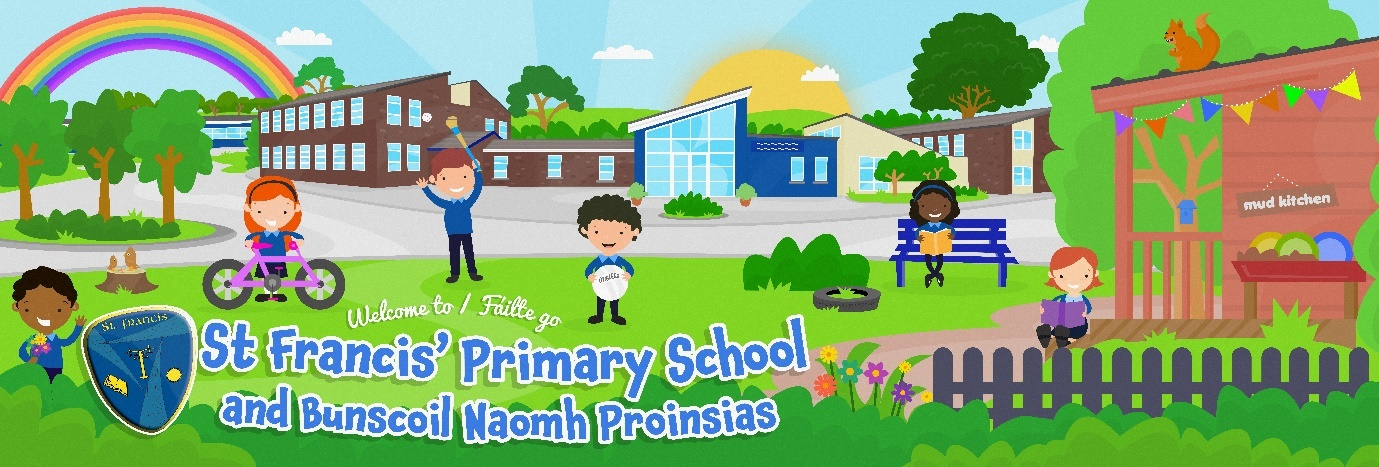 Welcome to / Fáilte go
St Francis' Primary School
and Bunscoil Naomh Proinsias
St Francis
mud kitchen